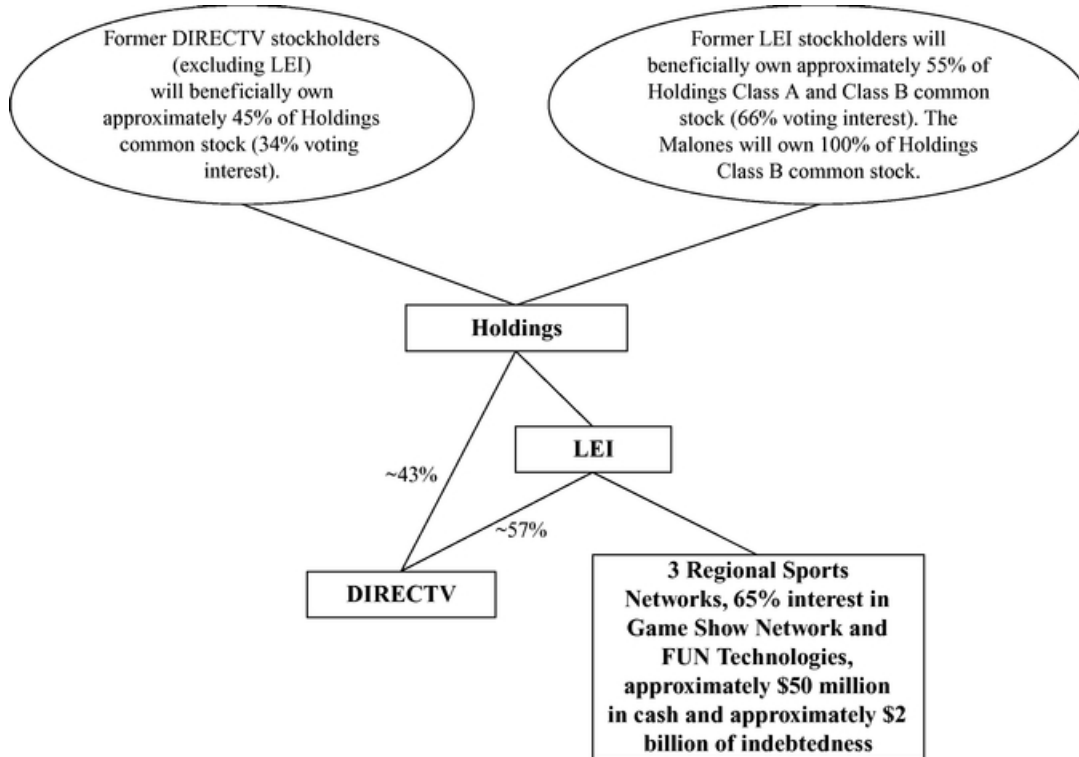 Former DIRECTV stockholders
(excluding LEI)
will beneficially own
approximately 45% of Holdings
common stock (34% voting
interest).
Former LEI stockholders will
beneficially own approximately 55% of
Holdings Class A and Class B common
stock (66% voting interest). The
Malones will own 100% of Holdings
Class B common stock.
Holdings
LEI
~43%
~57%
DIRECTV
3 Regional Sports
Networks, 65% interest in
Game Show Network and
FUN Technologies,
approximately $50 million
in cash and approximately $2
billion of indebtedness